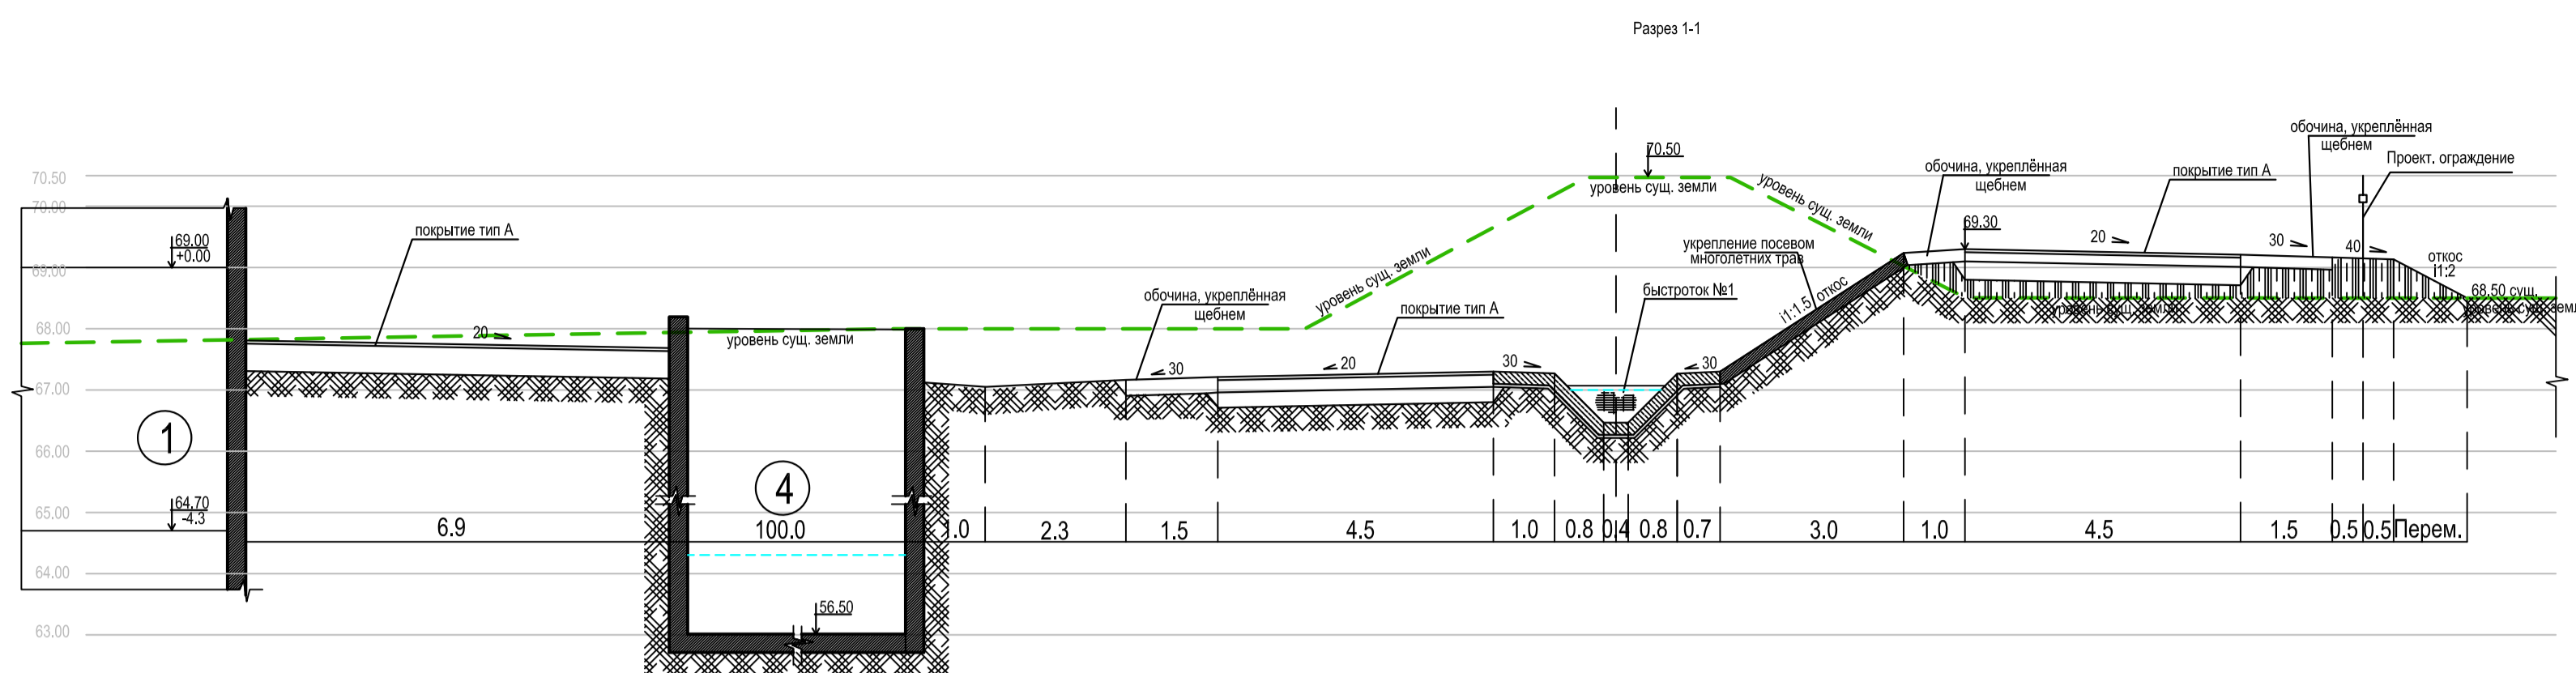 Разрез 1-1
70.50
70.00
69.00
68.00
67.00
66.00
65.00
64.00
63.00
69.00
+0.00
64.70
-4.3
1
покрытие тип А
20
уровень сущ. земли
4
56.50
обочина, укреплённая
щебнем
30
уровень сущ. земли
покрытие тип А
20
30
70.50
уровень сущ. земли
уровень сущ. земли
укрепление посевом
многолетних трав
быстроток №1
30
i1:1.5 откос
обочина, укреплённая
щебнем
69.30
покрытие тип А
20
уровень сущ. земли
обочина, укреплённая
щебнем
Проект. ограждение
30
40
откос
i1:2
68.50 сущ.
уровень сущ.
6.9
100.0
1.0
2.3
1.5
4.5
1.0
0.8
0.4
0.8
0.7
3.0
1.0
4.5
1.5
0.5
0.5
Перем.